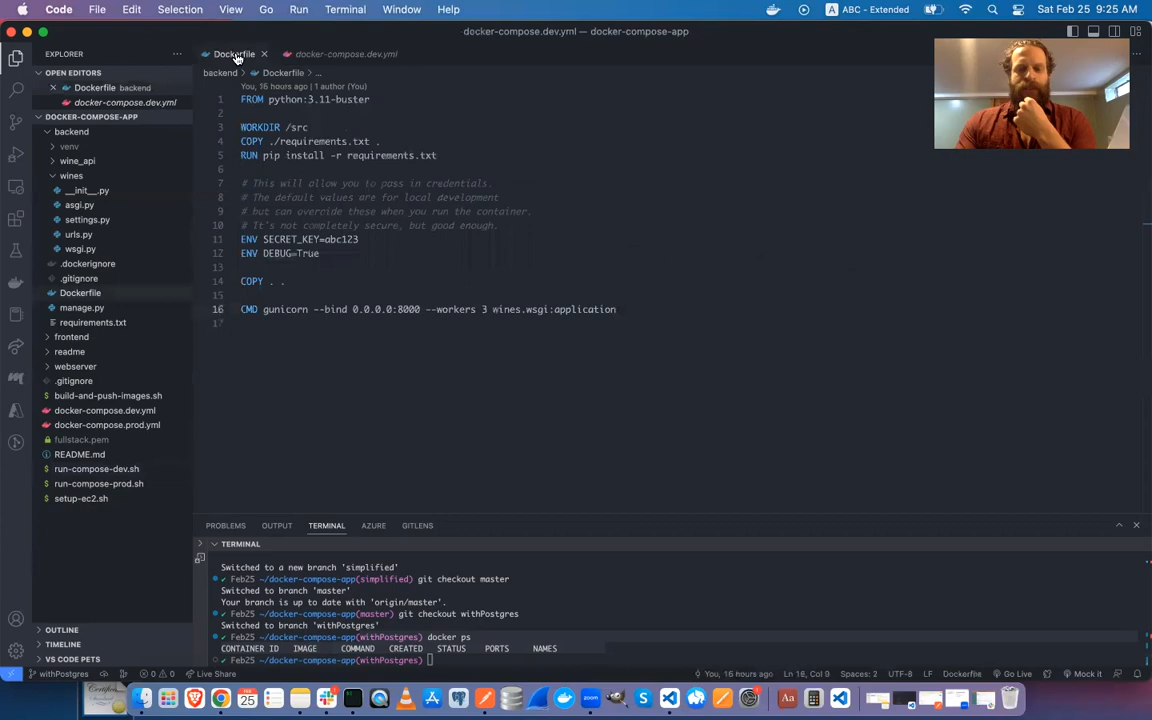 Code File Edit Selection View Go Run Terminal Window Help
A ABC - Extended Sat Feb 25 9:25 AM
docker-compose.dev.yml — docker-compose-app
EXPLORER
OPEN EDITORS
Dockerfile backend
docker-compose.dev.yml
DOCKER-COMPOSE-APP
backend
venv
wine_api
wines
__init__.py
asgi.py
settings.py
urls.py
wsgi.py
.dockerignore
.gitignore
Dockerfile
manage.py
requirements.txt
frontend
readme
webserver
.gitignore
build-and-push-images.sh
docker-compose.dev.yml
docker-compose.prod.yml
fullstack.pem
README.md
run-compose-dev.sh
run-compose-prod.sh
setup-ec2.sh
OUTLINE
TIMELINE
VS CODE PETS
Dockerfile docker-compose.dev.yml
backend > Dockerfile > ...
You, 16 hours ago | 1 author (You)
1 FROM python:3.11-buster
2
3 WORKDIR /src
4 COPY ./requirements.txt .
5 RUN pip install -r requirements.txt
6
7 # This will allow you to pass in credentials.
8 # The default values are for local development
9 # but can override these when you run the container.
10 # It's not completely secure, but good enough.
11 ENV SECRET_KEY=abc123
12 ENV DEBUG=True
13
14 COPY . .
15
16 CMD gunicorn --bind 0.0.0.0:8000 --workers 3 wines.wsgi:application
17
PROBLEMS OUTPUT TERMINAL AZURE GITLENS
TERMINAL
Switched to a new branch 'simplified'
✓ Feb25 ~/docker-compose-app(simplified) git checkout master
Switched to branch 'master'
Your branch is up to date with 'origin/master'.
✓ Feb25 ~/docker-compose-app(master) git checkout withPostgres
Switched to branch 'withPostgres'
✓ Feb25 ~/docker-compose-app(withPostgres) docker ps
CONTAINER ID IMAGE COMMAND CREATED STATUS PORTS NAMES
✓ Feb25 ~/docker-compose-app(withPostgres)
withPostgres 0 0 Live Share You, 16 hours ago Ln 16, Col 9 Spaces: 2 UTF-8 LF Dockerfile Go Live Mock it
FEB
25
zoom
Aa